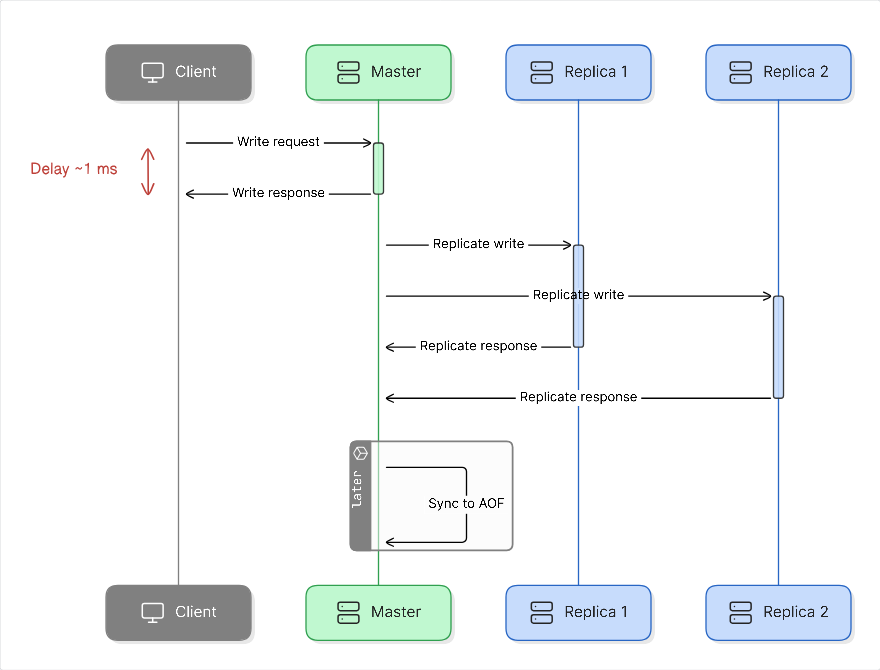 Client
Master
Replica 1
Replica 2
Write request
Delay ~1 ms
Write response
Replicate write
Replicate write
Replicate response
Replicate response
later
Sync to AOF
Client
Master
Replica 1
Replica 2